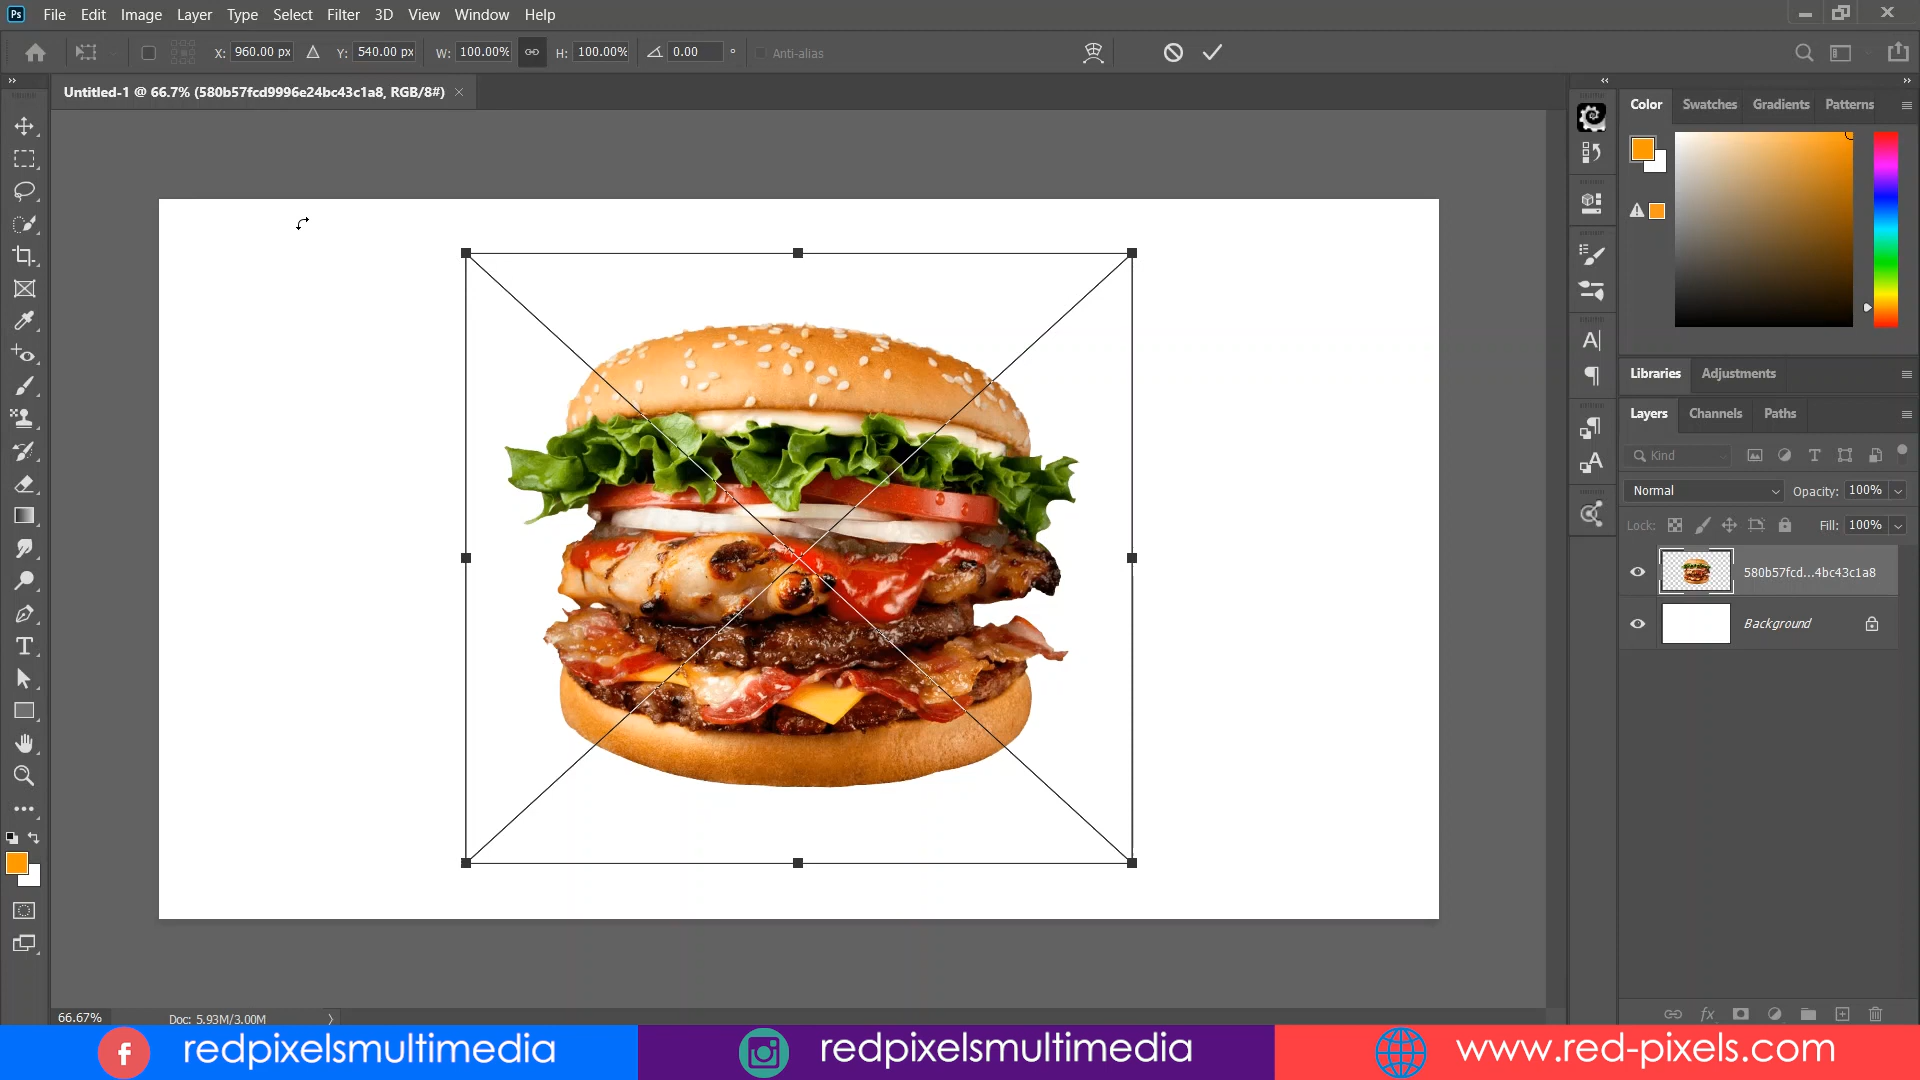 Ps File Edit Image Layer Type Select Filter 3D View Window Help
X: 960.00 px Y: 540.00 px W: 100.00% H: 100.00% 0.00 ° Anti-alias
Untitled-1 @ 66.7% (580b57fcd9996e24bc43c1a8, RGB/8#)
Color Swatches Gradients Patterns
Libraries Adjustments
Layers Channels Paths
Kind
Normal Opacity: 100%
Lock: Fill: 100%
580b57fcd...4bc43c1a8
Background
fx
66.67% Doc: 5.93M/3.00M
redpixelsmultimedia
redpixelsmultimedia
www.red-pixels.com